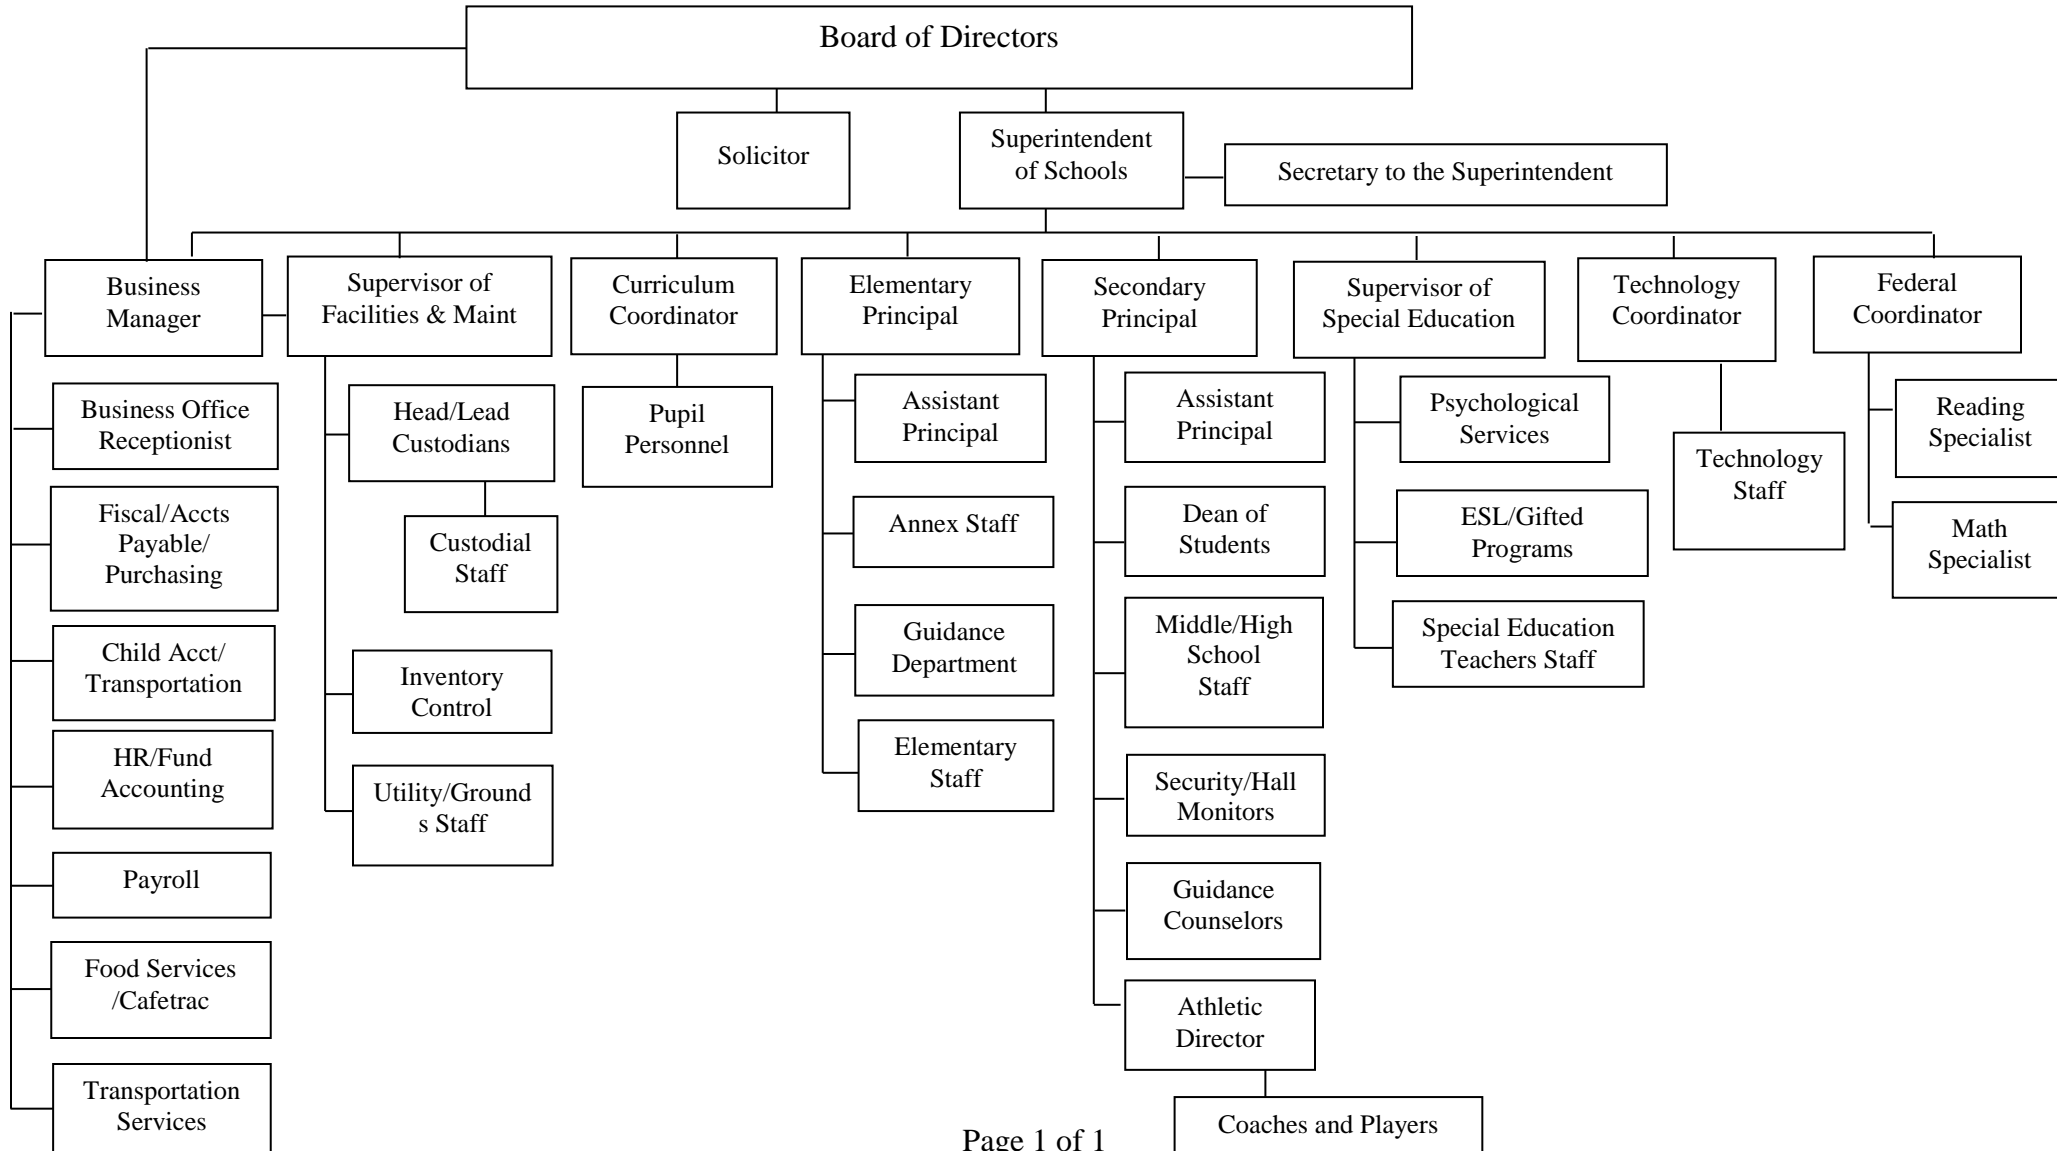 Board of Directors
Solicitor
Superintendent
of Schools
Secretary to the Superintendent
Business
Manager
Supervisor of
Facilities & Maint
Curriculum
Coordinator
Elementary
Principal
Secondary
Principal
Supervisor of
Special Education
Technology
Coordinator
Federal
Coordinator
Business Office
Receptionist
Fiscal/Accts
Payable/
Purchasing
Child Acct/
Transportation
HR/Fund
Accounting
Payroll
Food Services
/Cafetrac
Transportation
Services
Head/Lead
Custodians
Custodial
Staff
Inventory
Control
Utility/Ground
s Staff
Pupil
Personnel
Assistant
Principal
Annex Staff
Guidance
Department
Elementary
Staff
Assistant
Principal
Dean of
Students
Middle/High
School
Staff
Security/Hall
Monitors
Guidance
Counselors
Athletic
Director
Coaches and Players
Psychological
Services
ESL/Gifted
Programs
Special Education
Teachers Staff
Technology
Staff
Reading
Specialist
Math
Specialist
Page 1 of 1